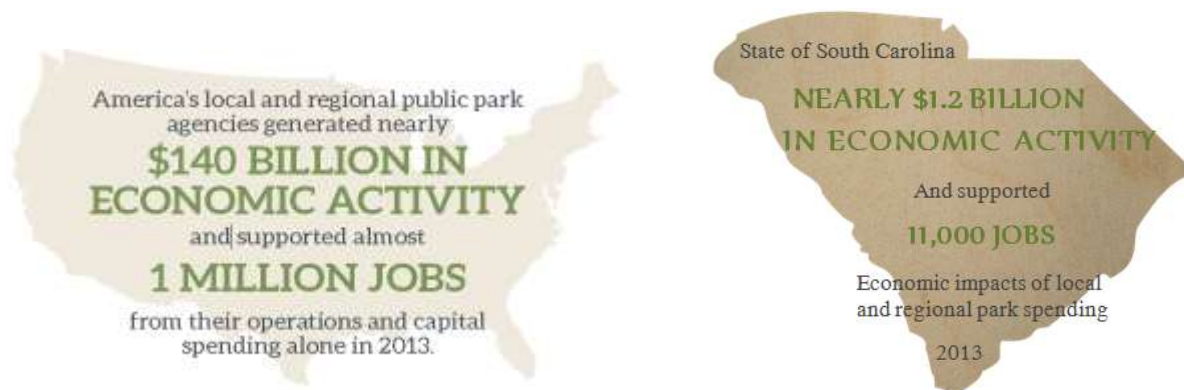 America's local and regional public park
agencies generated nearly
$140 BILLION IN
ECONOMIC ACTIVITY
and supported almost
1 MILLION JOBS
from their operations and capital
spending alone in 2013.
State of South Carolina
NEARLY $1.2 BILLION
IN ECONOMIC ACTIVITY
And supported
11,000 JOBS
Economic impacts of local
and regional park spending
2013